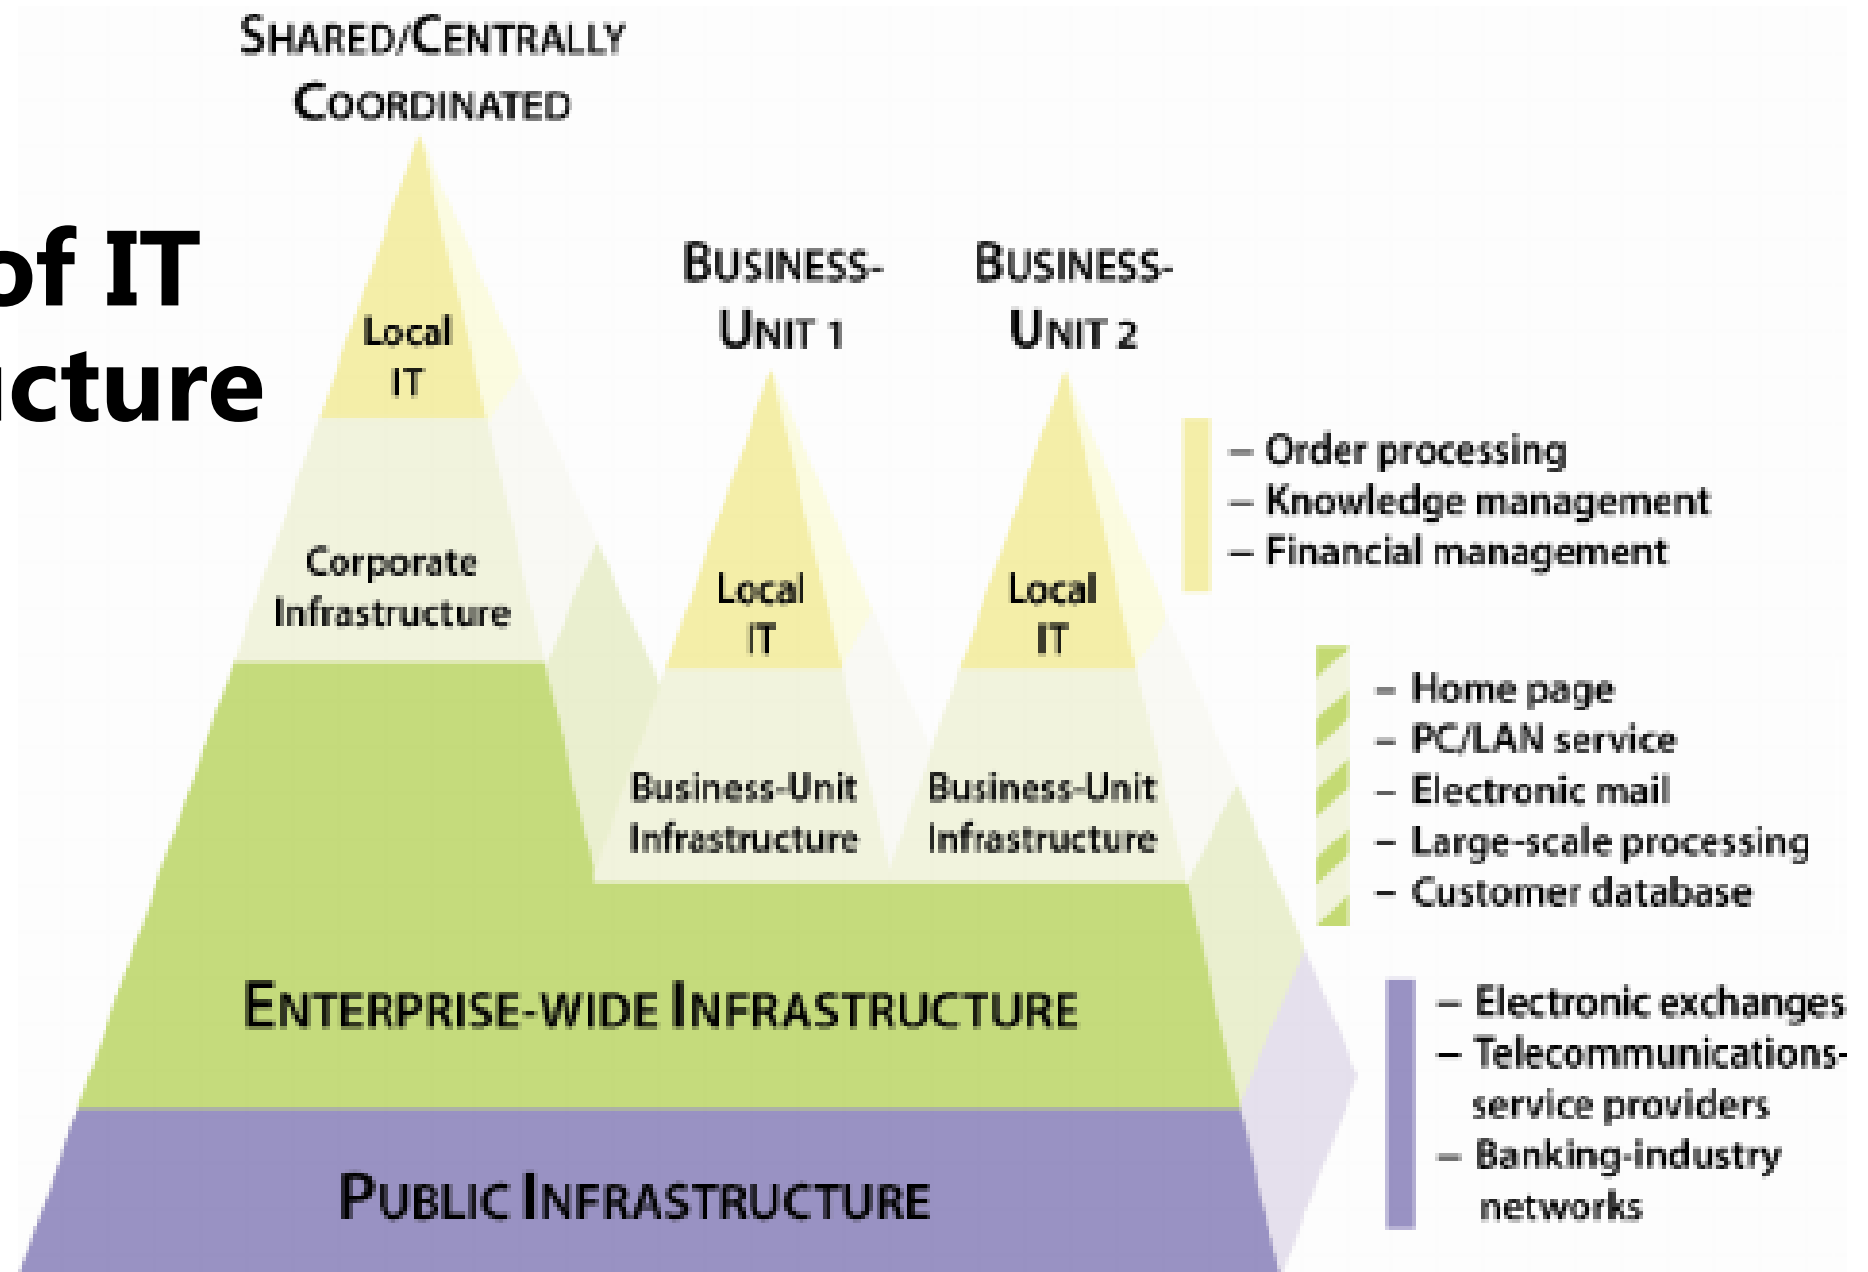 SHARED/CENTRALLY
COORDINATED
of IT
ucture
Local
IT
Corporate
Infrastructure
BUSINESS-
UNIT 1
Local
IT
Business-Unit
Infrastructure
BUSINESS-
UNIT 2
Local
IT
Business-Unit
Infrastructure
ENTERPRISE-WIDE INFRASTRUCTURE
PUBLIC INFRASTRUCTURE
– Order processing
– Knowledge management
– Financial management
– Home page
– PC/LAN service
– Electronic mail
– Large-scale processing
– Customer database
– Electronic exchanges
– Telecommunications-
service providers
– Banking-industry
networks